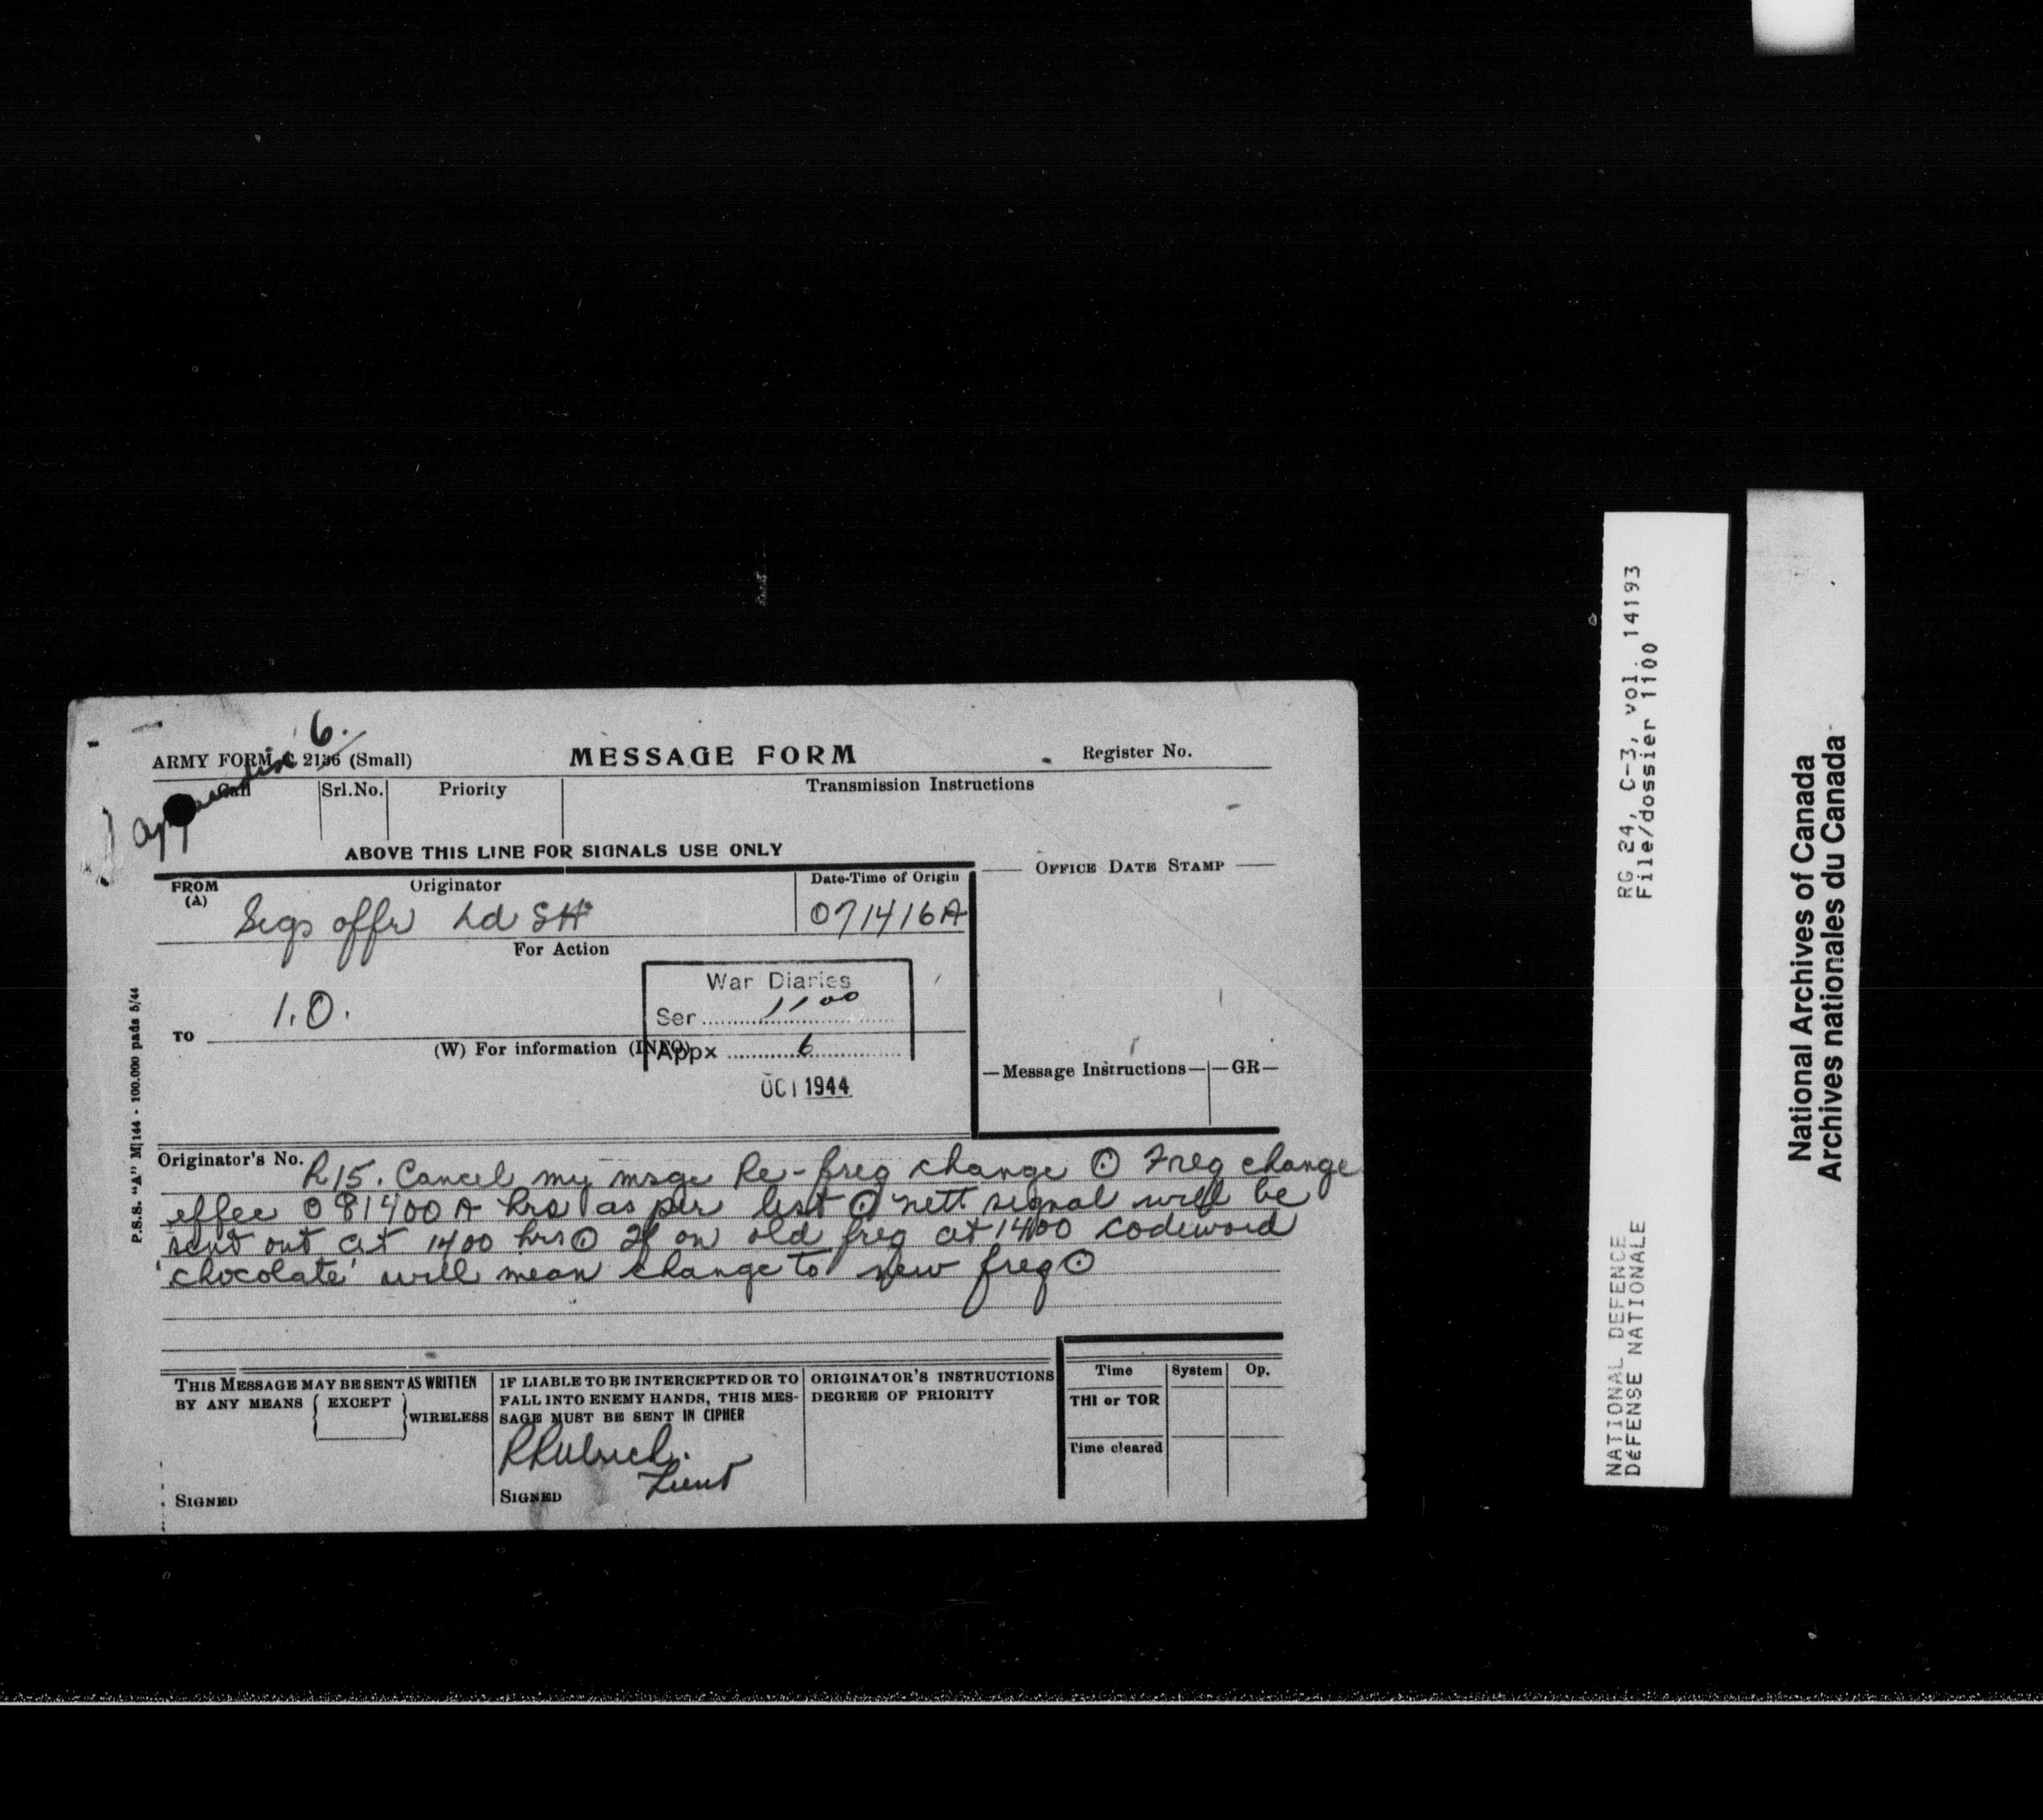 6.
Appendix
ARMY FORM C 2136 (Small)
MESSAGE FORM
Register No.
Call
Srl.No.
Priority
Transmission Instructions
ABOVE THIS LINE FOR SIGNALS USE ONLY
OFFICE DATE STAMP
FROM
(A)
Originator
Date-Time of Origin
Sigs offr Ld SH
071416A
For Action
TO
I.O.
War Diaries
Ser 1100
(W) For information (INFO)
Appx 6
OCT 1944
Message Instructions
GR
Originator's No.
R15. Cancel my msge Re-freq change ⊙ Freq change
effec 081400A hrs as per list ⊙ nett signal will be
sent out at 1400 hrs ⊙ If on old freq at 1400 codeword
'chocolate' will mean change to new freq ⊙
THIS MESSAGE MAY BE SENT AS WRITTEN
BY ANY MEANS EXCEPT WIRELESS
SIGNED
IF LIABLE TO BE INTERCEPTED OR TO
FALL INTO ENEMY HANDS, THIS MES-
SAGE MUST BE SENT IN CIPHER
Lieut
SIGNED
ORIGINATOR'S INSTRUCTIONS
DEGREE OF PRIORITY
Time
System
Op.
THI or TOR
Time cleared
P.S.S. "A" M|144 - 100.000 pads 5/44
RG 24, C-3, vol. 14193
File/dossier 1100
NATIONAL DEFENCE
DÉFENSE NATIONALE
National Archives of Canada
Archives nationales du Canada